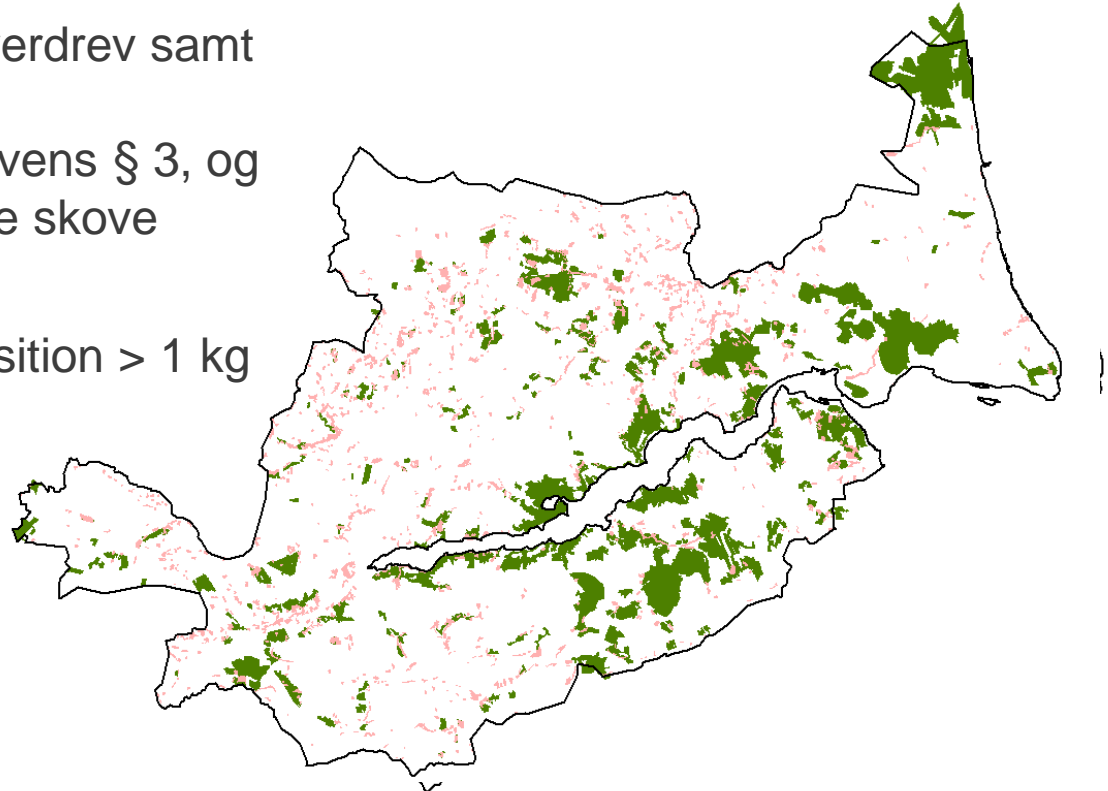 erdrev samt
vens § 3, og
e skove
sition > 1 kg